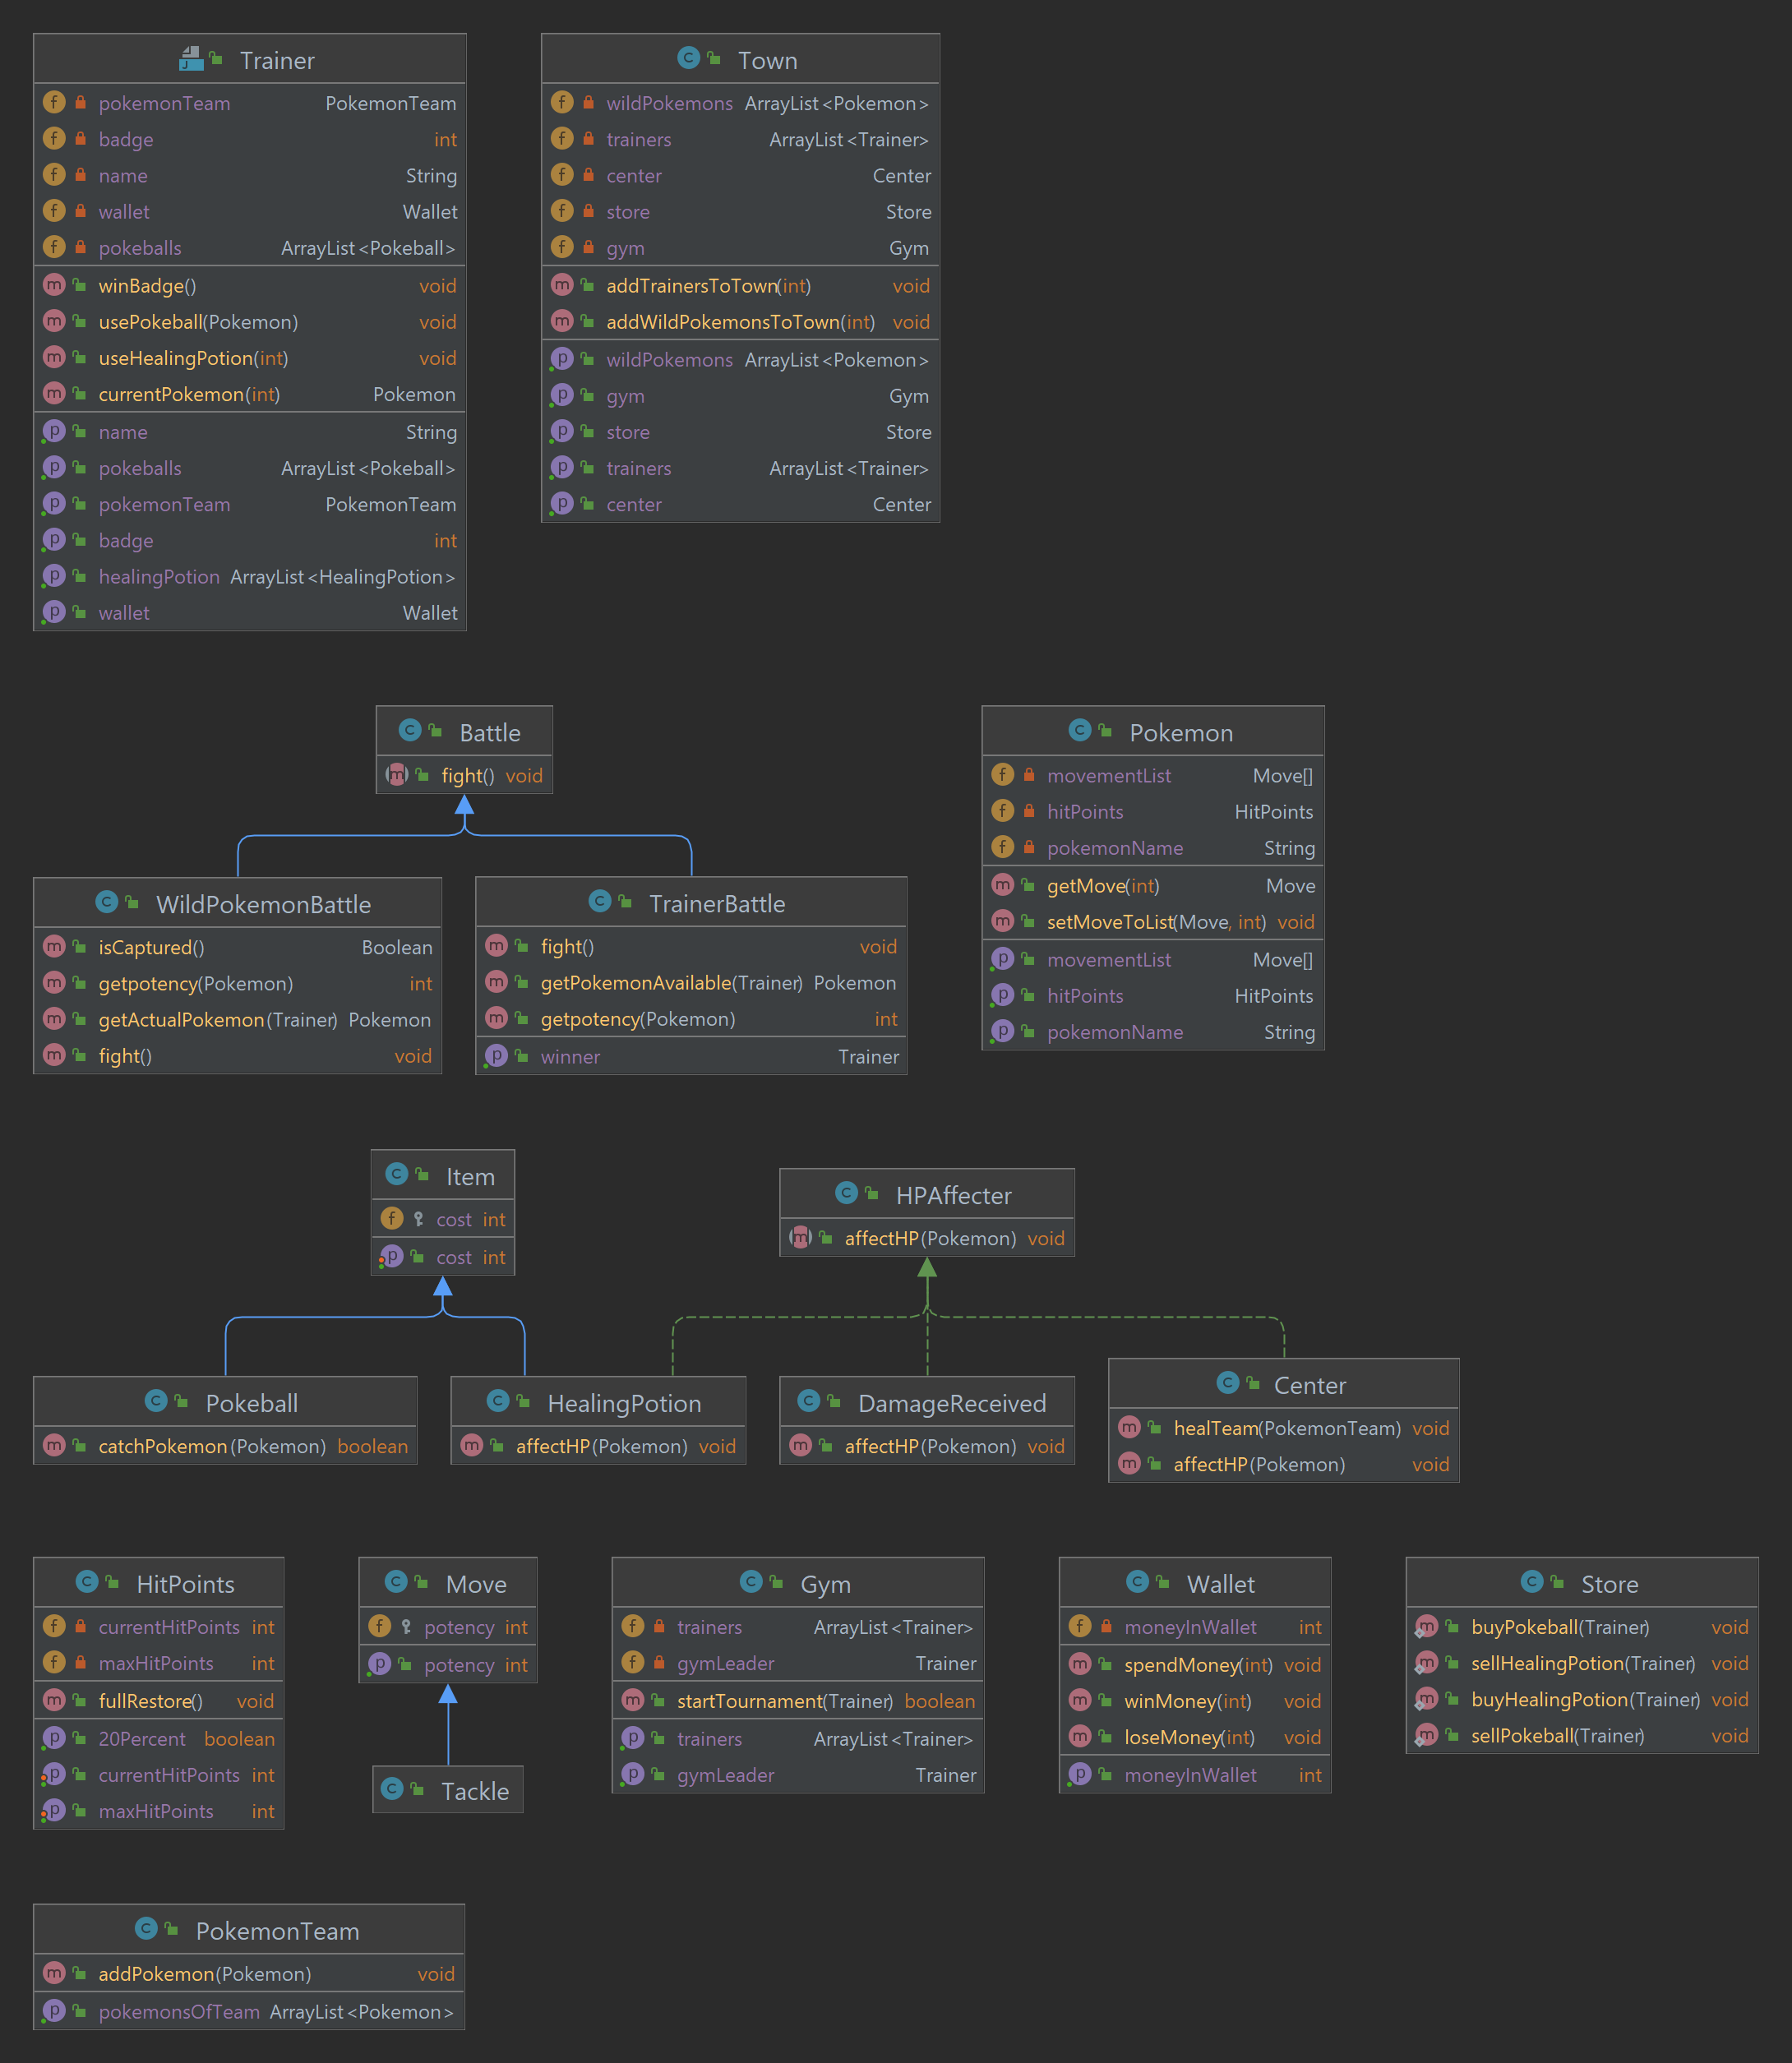 Trainer
pokemonTeam PokemonTeam
badge int
name String
wallet Wallet
pokeballs ArrayList<Pokeball>
winBadge() void
usePokeball(Pokemon) void
useHealingPotion(int) void
currentPokemon(int) Pokemon
name String
pokeballs ArrayList<Pokeball>
pokemonTeam PokemonTeam
badge int
healingPotion ArrayList<HealingPotion>
wallet Wallet
Town
wildPokemons ArrayList<Pokemon>
trainers ArrayList<Trainer>
center Center
store Store
gym Gym
addTrainersToTown(int) void
addWildPokemonsToTown(int) void
wildPokemons ArrayList<Pokemon>
gym Gym
store Store
trainers ArrayList<Trainer>
center Center
Battle
fight() void
WildPokemonBattle
isCaptured() Boolean
getpotency(Pokemon) int
getActualPokemon(Trainer) Pokemon
fight() void
TrainerBattle
fight() void
getPokemonAvailable(Trainer) Pokemon
getpotency(Pokemon) int
winner Trainer
Pokemon
movementList Move[]
hitPoints HitPoints
pokemonName String
getMove(int) Move
setMoveToList(Move, int) void
movementList Move[]
hitPoints HitPoints
pokemonName String
Item
cost int
cost int
HPAffecter
affectHP(Pokemon) void
Pokeball
catchPokemon(Pokemon) boolean
HealingPotion
affectHP(Pokemon) void
DamageReceived
affectHP(Pokemon) void
Center
healTeam(PokemonTeam) void
affectHP(Pokemon) void
HitPoints
currentHitPoints int
maxHitPoints int
fullRestore() void
20Percent boolean
currentHitPoints int
maxHitPoints int
Move
potency int
potency int
Tackle
Gym
trainers ArrayList<Trainer>
gymLeader Trainer
startTournament(Trainer) boolean
trainers ArrayList<Trainer>
gymLeader Trainer
Wallet
moneyInWallet int
spendMoney(int) void
winMoney(int) void
loseMoney(int) void
moneyInWallet int
Store
buyPokeball(Trainer) void
sellHealingPotion(Trainer) void
buyHealingPotion(Trainer) void
sellPokeball(Trainer) void
PokemonTeam
addPokemon(Pokemon) void
pokemonsOfTeam ArrayList<Pokemon>